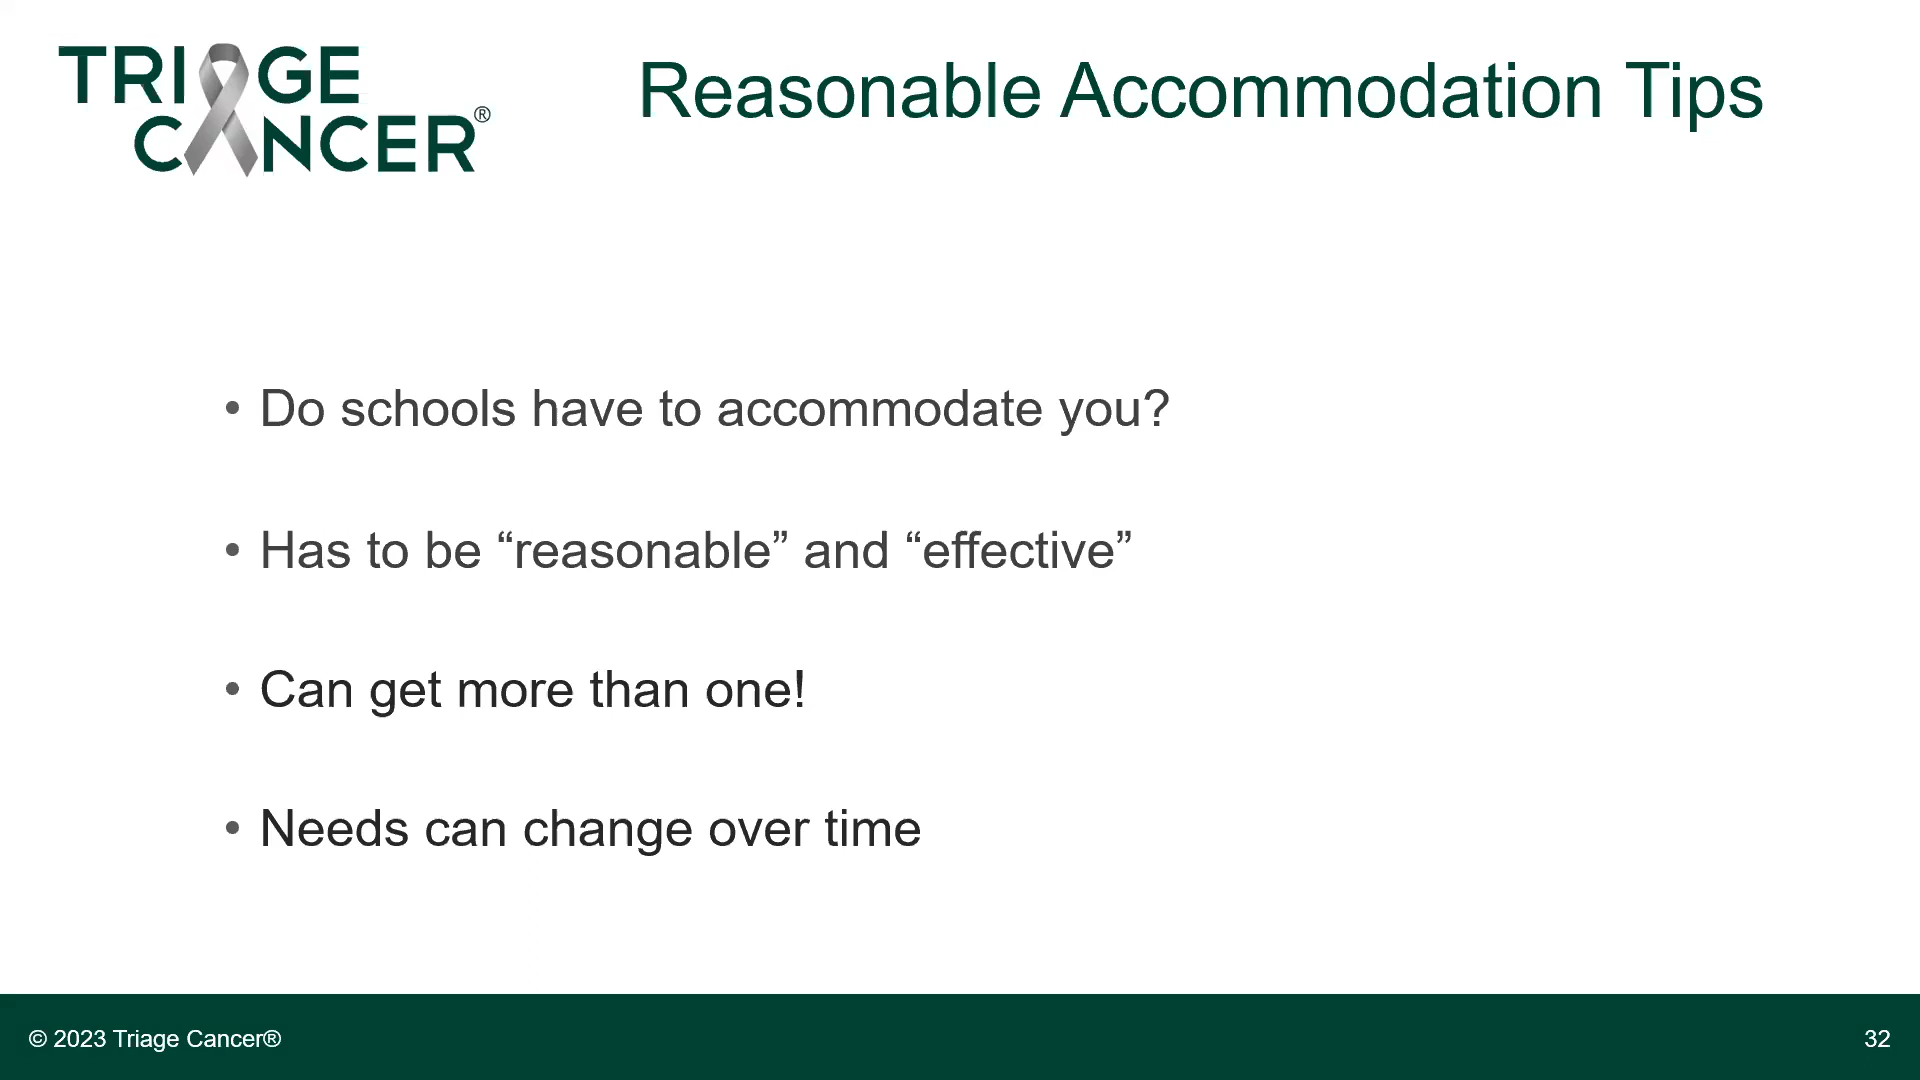 TRIAGE
CANCER®
Reasonable Accommodation Tips
• Do schools have to accommodate you?
• Has to be “reasonable” and “effective”
• Can get more than one!
• Needs can change over time
© 2023 Triage Cancer®
32